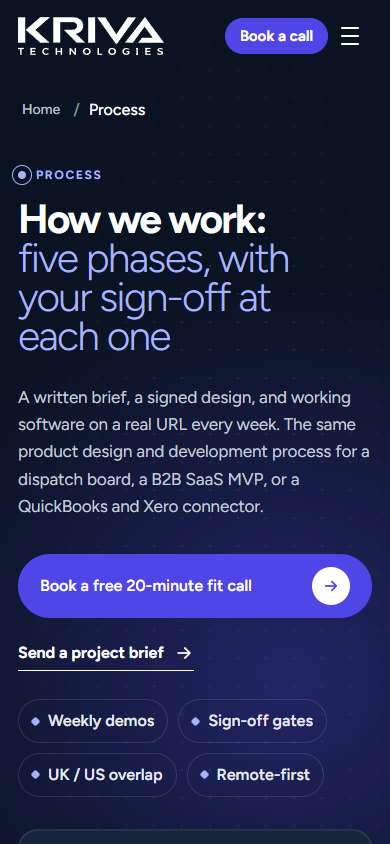 KRIVA
TECHNOLOGIES
Book a call
Home / Process
PROCESS
How we work:
five phases, with
your sign-off at
each one
A written brief, a signed design, and working
software on a real URL every week. The same
product design and development process for a
dispatch board, a B2B SaaS MVP, or a
QuickBooks and Xero connector.
Book a free 20-minute fit call
Send a project brief
Weekly demos
Sign-off gates
UK / US overlap
Remote-first